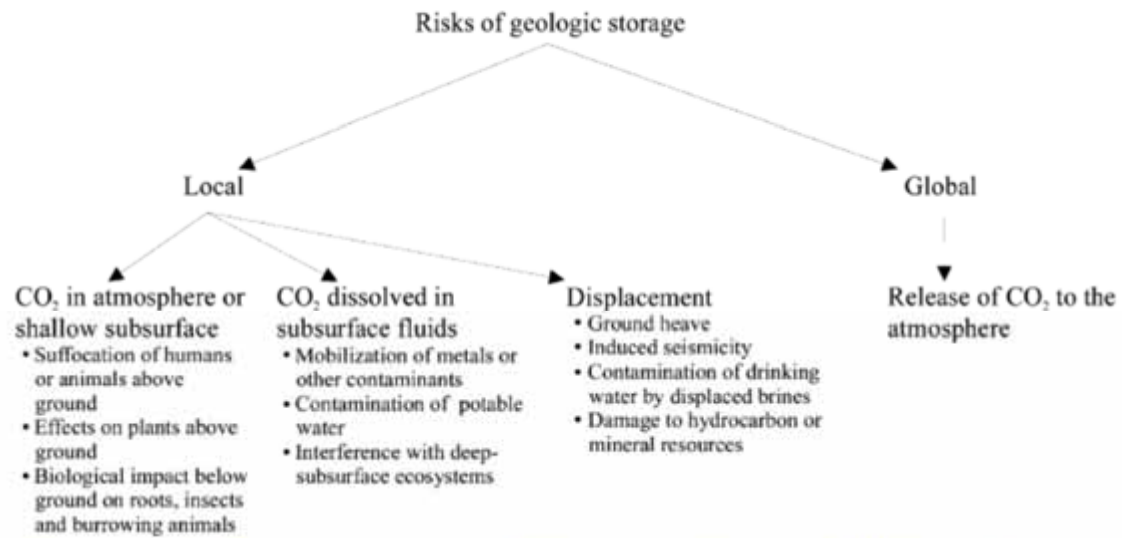 Risks of geologic storage
Local
Global
CO₂ in atmosphere or
shallow subsurface
• Suffocation of humans
or animals above
ground
• Effects on plants above
ground
• Biological impact below
ground on roots, insects
and burrowing animals
CO₂ dissolved in
subsurface fluids
• Mobilization of metals or
other contaminants
• Contamination of potable
water
• Interference with deep-
subsurface ecosystems
Displacement
• Ground heave
• Induced seismicity
• Contamination of drinking
water by displaced brines
• Damage to hydrocarbon or
mineral resources
Release of CO₂ to the
atmosphere